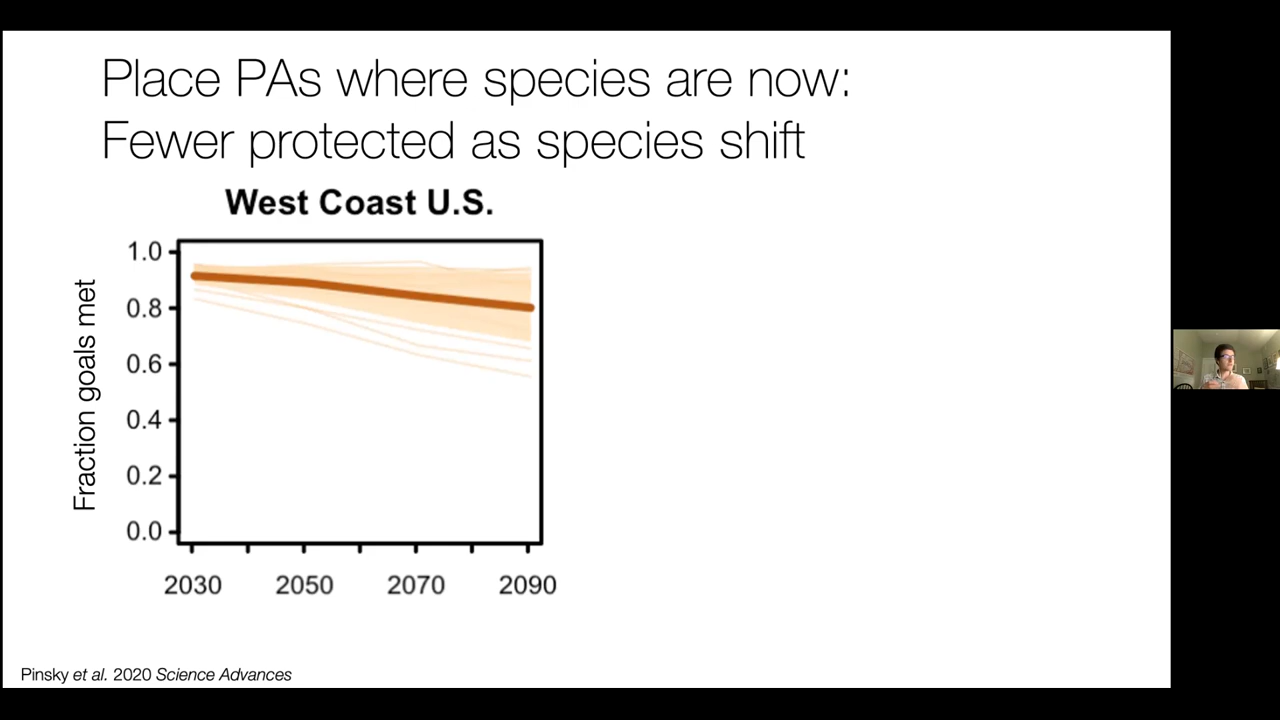 Place PAs where species are now:
Fewer protected as species shift
West Coast U.S.
Fraction goals met
1.0
0.8
0.6
0.4
0.2
0.0
2030 2050 2070 2090
Pinsky et al. 2020 Science Advances